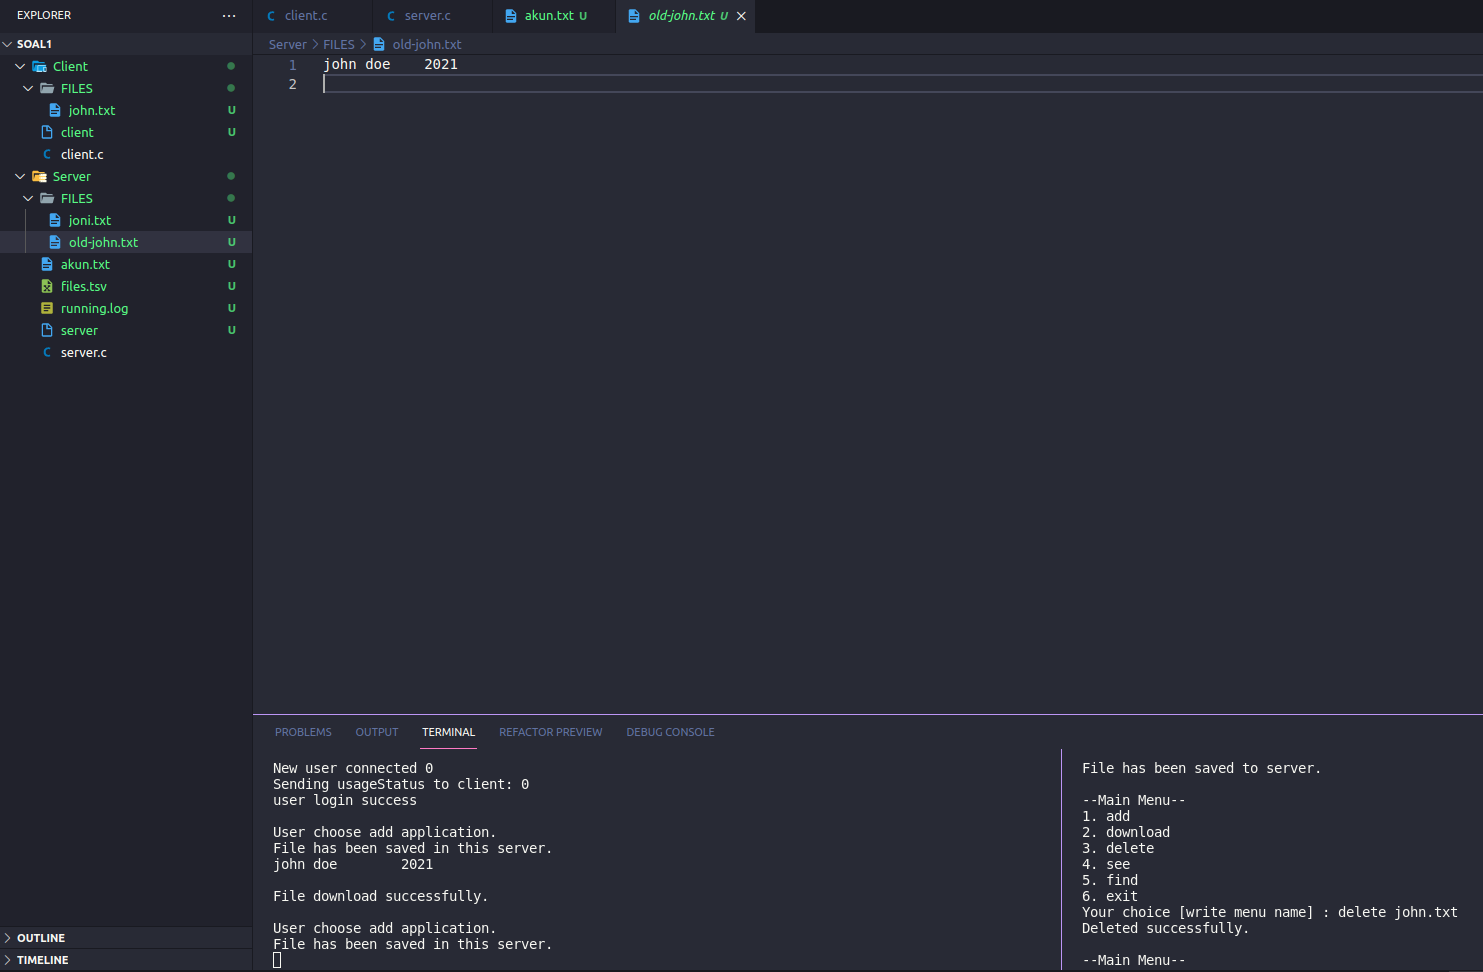 EXPLORER
SOAL1
Client
FILES
john.txt U
client U
client.c
Server
FILES
joni.txt U
old-john.txt U
akun.txt U
files.tsv U
running.log U
server U
server.c
OUTLINE
TIMELINE
client.c server.c akun.txt U old-john.txt U
Server > FILES > old-john.txt
1 john doe 2021
2
PROBLEMS OUTPUT TERMINAL REFACTOR PREVIEW DEBUG CONSOLE
New user connected 0
Sending usageStatus to client: 0
user login success
User choose add application.
File has been saved in this server.
john doe 2021
File download successfully.
User choose add application.
File has been saved in this server.
File has been saved to server.
--Main Menu--
1. add
2. download
3. delete
4. see
5. find
6. exit
Your choice [write menu name] : delete john.txt
Deleted successfully.
--Main Menu--